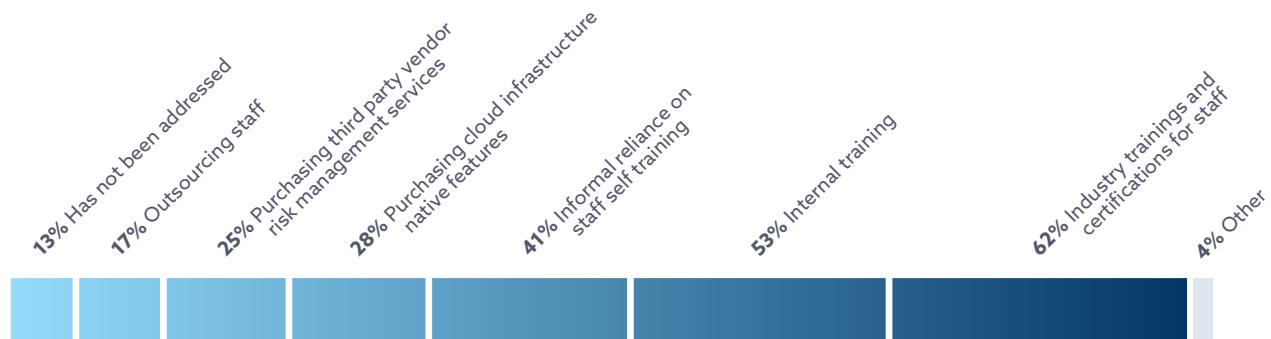 13% Has not been addressed
17% Outsourcing staff
25% Purchasing third party vendor
risk management services
28% Purchasing cloud infrastructure
native features
41% Informal reliance on
staff self training
53% Internal training
62% Industry trainings and
certifications for staff
4% Other